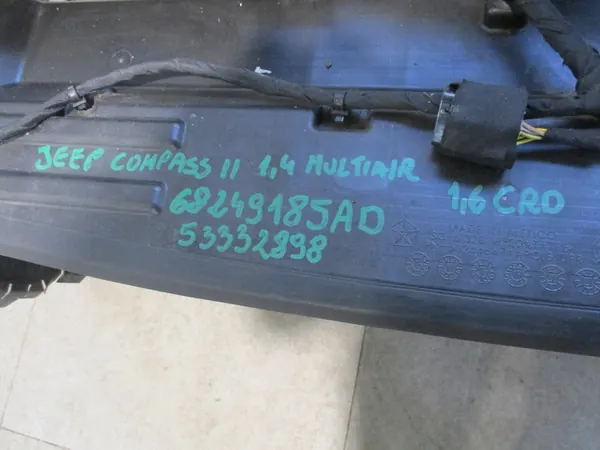 JEEP COMPASS II 1,4 MULTIAIR 1,6 CRD
68249185AD
53332898